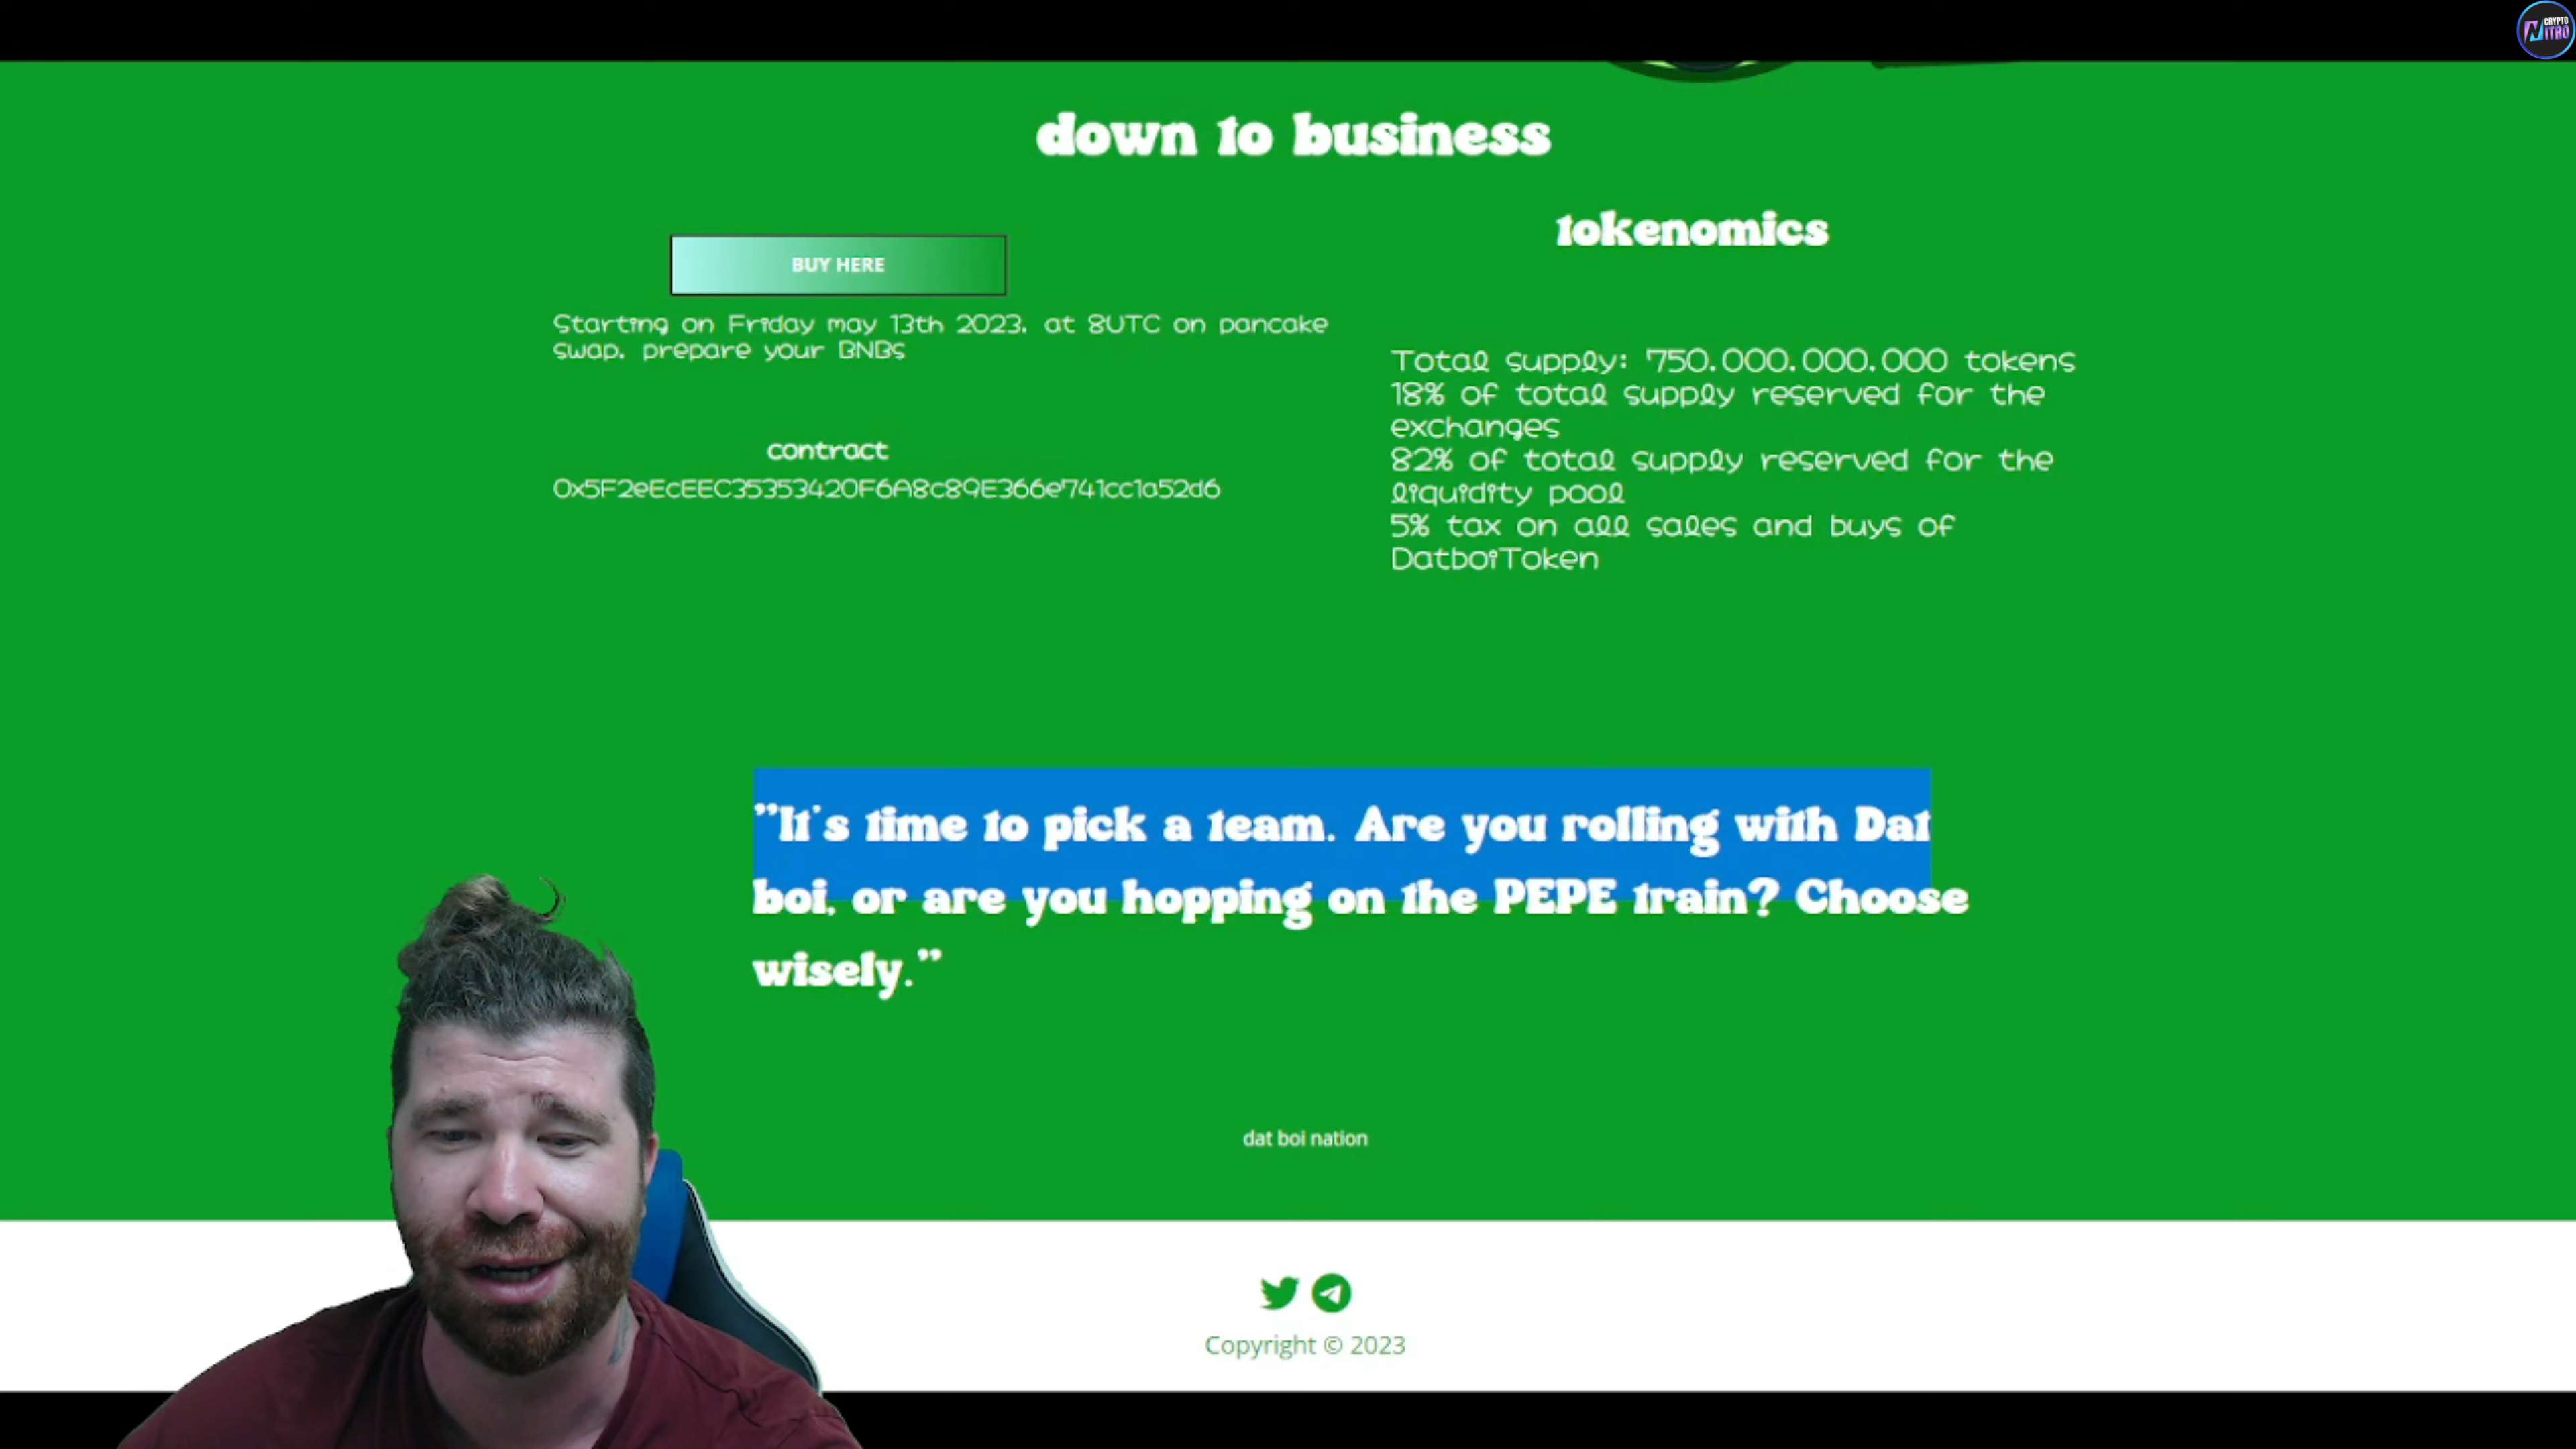 CRYPTO
NITRO
down to business
tokenomics
BUY HERE
Starting on Friday may 13th 2023. at 8UTC on pancake
swap. prepare your BNBs
contract
0x5F2eEcEEC35353420F6A8c89E366e741cc1a52d6
Total supply: 750.000.000.000 tokens
18% of total supply reserved for the
exchanges
82% of total supply reserved for the
liquidity pool
5% tax on all sales and buys of
DatboiToken
"It's time to pick a team. Are you rolling with Dat
boi, or are you hopping on the PEPE train? Choose
wisely."
dat boi nation
Copyright © 2023